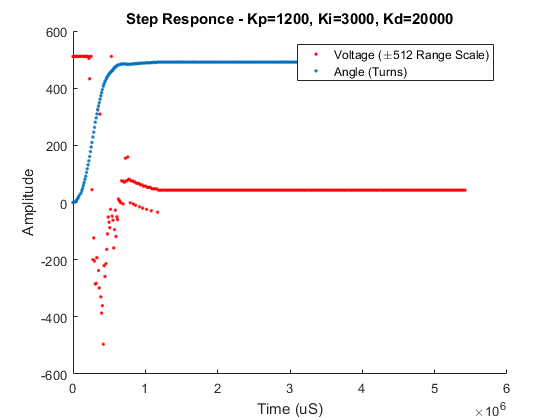 Step Responce - Kp=1200, Ki=3000, Kd=20000
600
Voltage (±512 Range Scale)
Angle (Turns)
400
200
0
-200
-400
-600
Amplitude
0 1 2 3 4 5 6
Time (uS)
×10^6